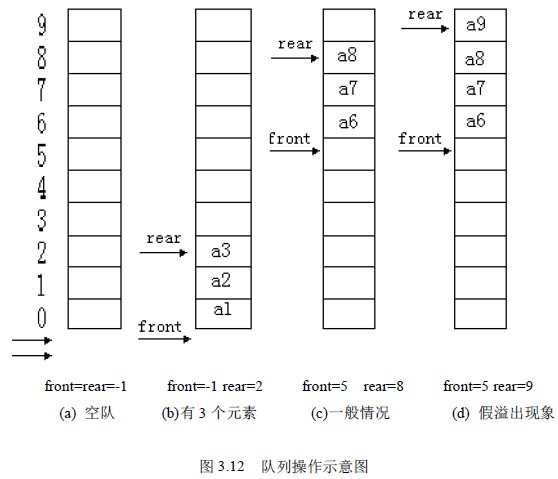 9
8
7
6
5
4
3
2
1
0
rear
a3
a2
a1
front
rear
a8
a7
a6
front
rear
a9
a8
a7
a6
front
front=rear=-1
front=-1 rear=2
front=5 rear=8
front=5 rear=9
(a) 空队
(b)有 3 个元素
(c)一般情况
(d) 假溢出现象
图 3.12 队列操作示意图